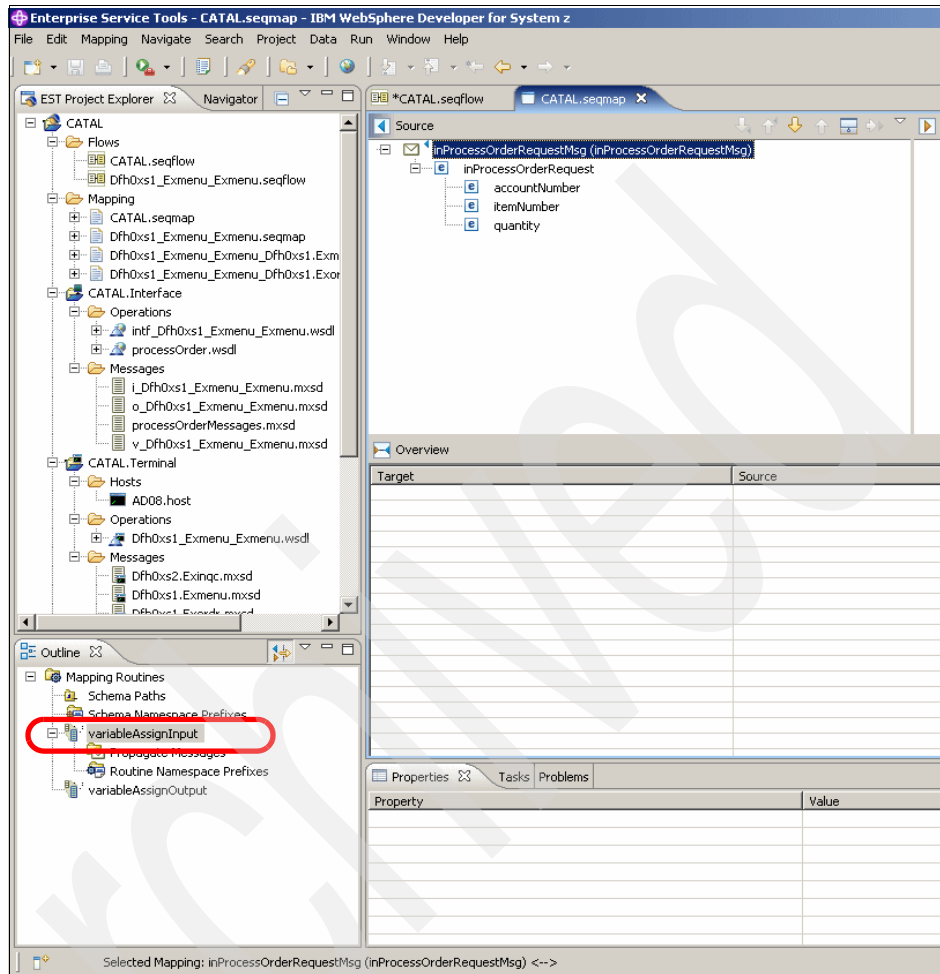 Enterprise Service Tools - CATAL.seqmap - IBM WebSphere Developer for System z
File Edit Mapping Navigate Search Project Data Run Window Help
EST Project Explorer Navigator
*CATAL.seqflow CATAL.seqmap
CATAL
Flows
CATAL.seqflow
Dfh0xs1_Exmenu_Exmenu.seqflow
Mapping
CATAL.seqmap
Dfh0xs1_Exmenu_Exmenu.seqmap
Dfh0xs1_Exmenu_Exmenu_Dfh0xs1.Exm
Dfh0xs1_Exmenu_Exmenu_Dfh0xs1.Exor
CATAL.Interface
Operations
intf_Dfh0xs1_Exmenu_Exmenu.wsdl
processOrder.wsdl
Messages
i_Dfh0xs1_Exmenu_Exmenu.mxsd
o_Dfh0xs1_Exmenu_Exmenu.mxsd
processOrderMessages.mxsd
v_Dfh0xs1_Exmenu_Exmenu.mxsd
CATAL.Terminal
Hosts
AD08.host
Operations
Dfh0xs1_Exmenu_Exmenu.wsdl
Messages
Dfh0xs2.Exinqc.mxsd
Dfh0xs1.Exmenu.mxsd
Dfh0xs1.Exordr.mxsd
Source
inProcessOrderRequestMsg (inProcessOrderRequestMsg)
inProcessOrderRequest
accountNumber
itemNumber
quantity
Overview
Target Source
Outline
Mapping Routines
Schema Paths
Schema Namespace Prefixes
variableAssignInput
Propagate Messages
Routine Namespace Prefixes
variableAssignOutput
Properties Tasks Problems
Property Value
Selected Mapping: inProcessOrderRequestMsg (inProcessOrderRequestMsg) <-->
rchived